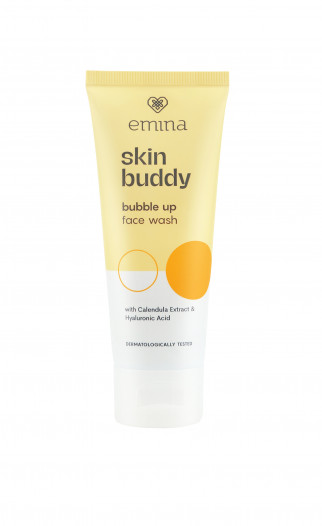 emina
skin
buddy
bubble up
face wash
with Calendula Extract &
Hyaluronic Acid
DERMATOLOGICALLY TESTED